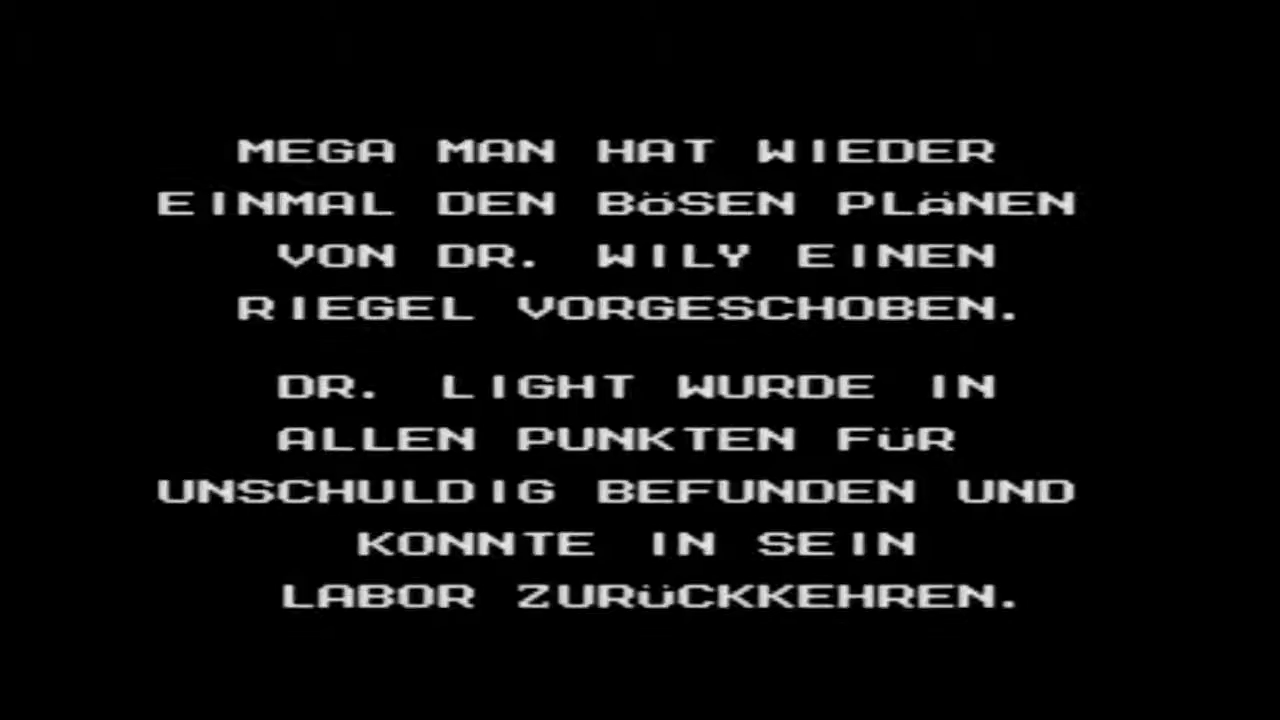 MEGA MAN HAT WIEDER
EINMAL DEN BöSEN PLäNEN
VON DR. WILY EINEN
RIEGEL VORGESCHOBEN.
DR. LIGHT WURDE IN
ALLEN PUNKTEN FüR
UNSCHULDIG BEFUNDEN UND
KONNTE IN SEIN
LABOR ZURüCKKEHREN.